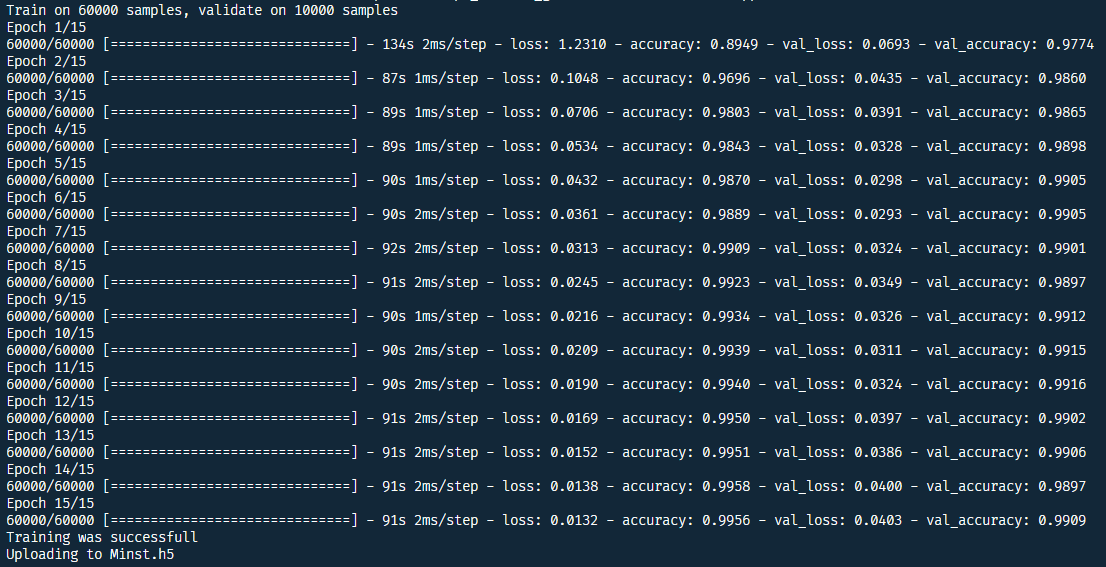 Train on 60000 samples, validate on 10000 samples
Epoch 1/15
60000/60000 [==============================] - 134s 2ms/step - loss: 1.2310 - accuracy: 0.8949 - val_loss: 0.0693 - val_accuracy: 0.9774
Epoch 2/15
60000/60000 [==============================] - 87s 1ms/step - loss: 0.1048 - accuracy: 0.9696 - val_loss: 0.0435 - val_accuracy: 0.9860
Epoch 3/15
60000/60000 [==============================] - 89s 1ms/step - loss: 0.0706 - accuracy: 0.9803 - val_loss: 0.0391 - val_accuracy: 0.9865
Epoch 4/15
60000/60000 [==============================] - 89s 1ms/step - loss: 0.0534 - accuracy: 0.9843 - val_loss: 0.0328 - val_accuracy: 0.9898
Epoch 5/15
60000/60000 [==============================] - 90s 1ms/step - loss: 0.0432 - accuracy: 0.9870 - val_loss: 0.0298 - val_accuracy: 0.9905
Epoch 6/15
60000/60000 [==============================] - 90s 2ms/step - loss: 0.0361 - accuracy: 0.9889 - val_loss: 0.0293 - val_accuracy: 0.9905
Epoch 7/15
60000/60000 [==============================] - 92s 2ms/step - loss: 0.0313 - accuracy: 0.9909 - val_loss: 0.0324 - val_accuracy: 0.9901
Epoch 8/15
60000/60000 [==============================] - 91s 2ms/step - loss: 0.0245 - accuracy: 0.9923 - val_loss: 0.0349 - val_accuracy: 0.9897
Epoch 9/15
60000/60000 [==============================] - 90s 1ms/step - loss: 0.0216 - accuracy: 0.9934 - val_loss: 0.0326 - val_accuracy: 0.9912
Epoch 10/15
60000/60000 [==============================] - 90s 2ms/step - loss: 0.0209 - accuracy: 0.9939 - val_loss: 0.0311 - val_accuracy: 0.9915
Epoch 11/15
60000/60000 [==============================] - 90s 2ms/step - loss: 0.0190 - accuracy: 0.9940 - val_loss: 0.0324 - val_accuracy: 0.9916
Epoch 12/15
60000/60000 [==============================] - 91s 2ms/step - loss: 0.0169 - accuracy: 0.9950 - val_loss: 0.0397 - val_accuracy: 0.9902
Epoch 13/15
60000/60000 [==============================] - 91s 2ms/step - loss: 0.0152 - accuracy: 0.9951 - val_loss: 0.0386 - val_accuracy: 0.9906
Epoch 14/15
60000/60000 [==============================] - 91s 2ms/step - loss: 0.0138 - accuracy: 0.9958 - val_loss: 0.0400 - val_accuracy: 0.9897
Epoch 15/15
60000/60000 [==============================] - 91s 2ms/step - loss: 0.0132 - accuracy: 0.9956 - val_loss: 0.0403 - val_accuracy: 0.9909
Training was successfull
Uploading to Minst.h5